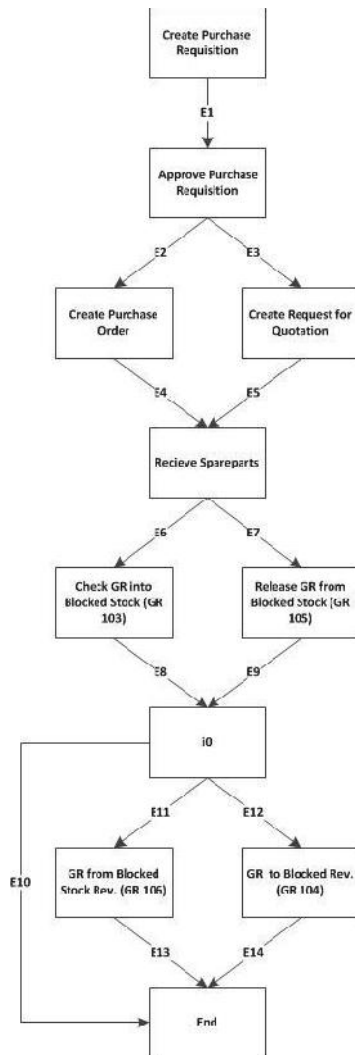 Create Purchase
Requisition
E1
Approve Purchase
Requisition
E2
E3
Create Purchase
Order
Create Request for
Quotation
E4
E5
Recieve Spareparts
E6
E7
Check GR into
Blocked Stock (GR
103)
Release GR from
Blocked Stock (GR
105)
E8
E9
i0
E11
E12
E10
GR from Blocked
Stock Rev. (GR 106)
GR to Blocked Rev.
(GR 104)
E13
E14
End